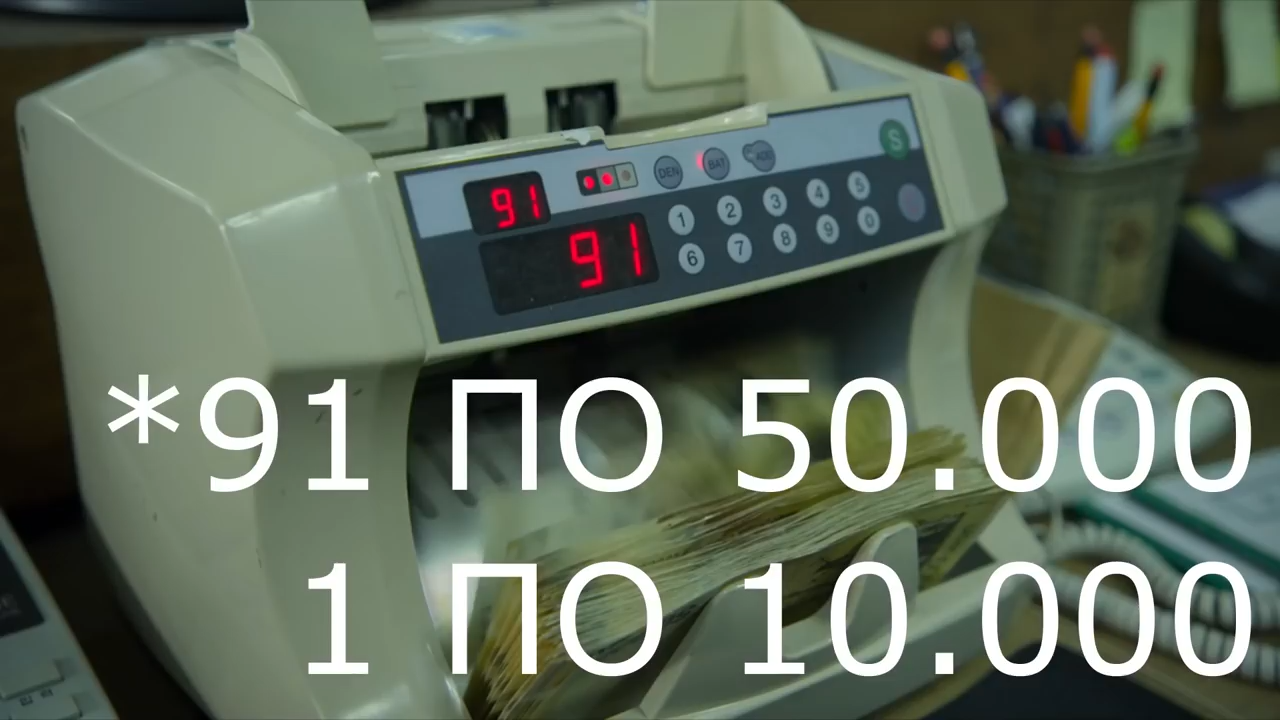 91
91
DEN BAT ADD S
1 2 3 4 5
6 7 8 9 0
*91 ПО 50.000
1 ПО 10.000